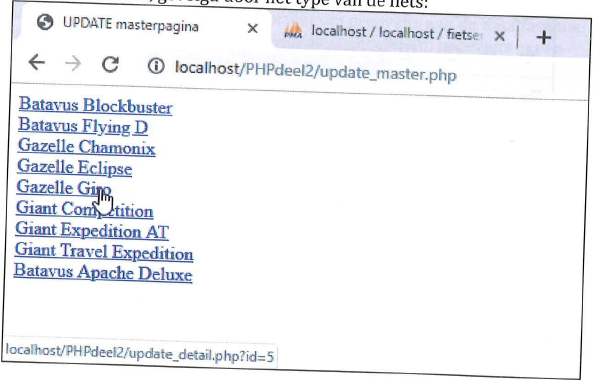 gevolgd door het type van de fiets:
UPDATE masterpagina
localhost / localhost / fietse
localhost/PHPdeel2/update_master.php
Batavus Blockbuster
Batavus Flying D
Gazelle Chamonix
Gazelle Eclipse
Gazelle Giro
Giant Competition
Giant Expedition AT
Giant Travel Expedition
Batavus Apache Deluxe
localhost/PHPdeel2/update_detail.php?id=5